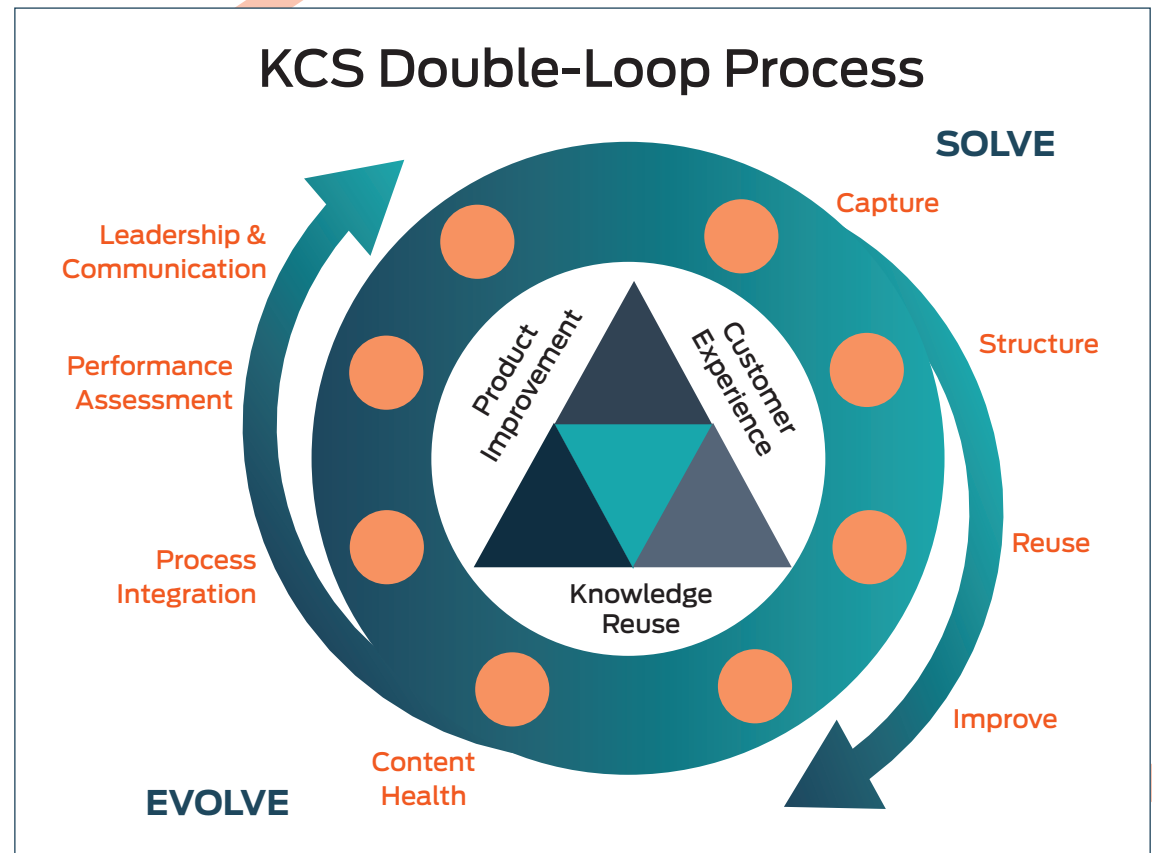 KCS Double-Loop Process
SOLVE
Capture
Structure
Reuse
Improve
Leadership &
Communication
Performance
Assessment
Process
Integration
Content
Health
EVOLVE
Product
Improvement
Customer
Experience
Knowledge
Reuse